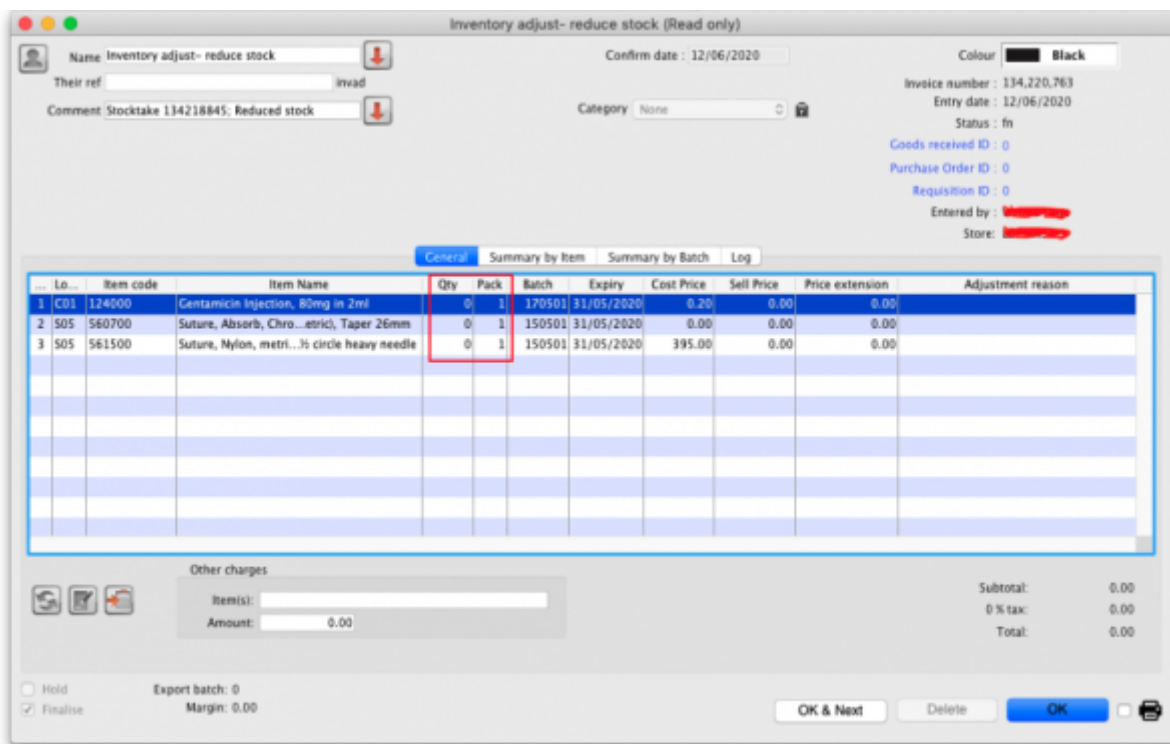 Inventory adjust- reduce stock (Read only)
Name Inventory adjust- reduce stock
Confirm date : 12/06/2020
Colour Black
Their ref invad
Invoice number : 134,220,763
Comment Stocktake 134218845; Reduced stock
Category None
Entry date : 12/06/2020
Status : fn
Goods received ID : 0
Purchase Order ID : 0
Requisition ID : 0
Entered by :
Store:
General Summary by Item Summary by Batch Log
... Lo... Item code Item Name Qty Pack Batch Expiry Cost Price Sell Price Price extension Adjustment reason
1 C01 124000 Gentamicin Injection, 80mg in 2ml 0 1 170501 31/05/2020 0.20 0.00 0.00
2 S05 560700 Suture, Absorb, Chro...etric), Taper 26mm 0 1 150501 31/05/2020 0.00 0.00 0.00
3 S05 561500 Suture, Nylon, metri...½ circle heavy needle 0 1 150501 31/05/2020 395.00 0.00 0.00
Other charges
Item(s):
Amount: 0.00
Subtotal: 0.00
0 % tax: 0.00
Total: 0.00
Hold
Export batch: 0
Finalise
Margin: 0.00
OK & Next Delete OK